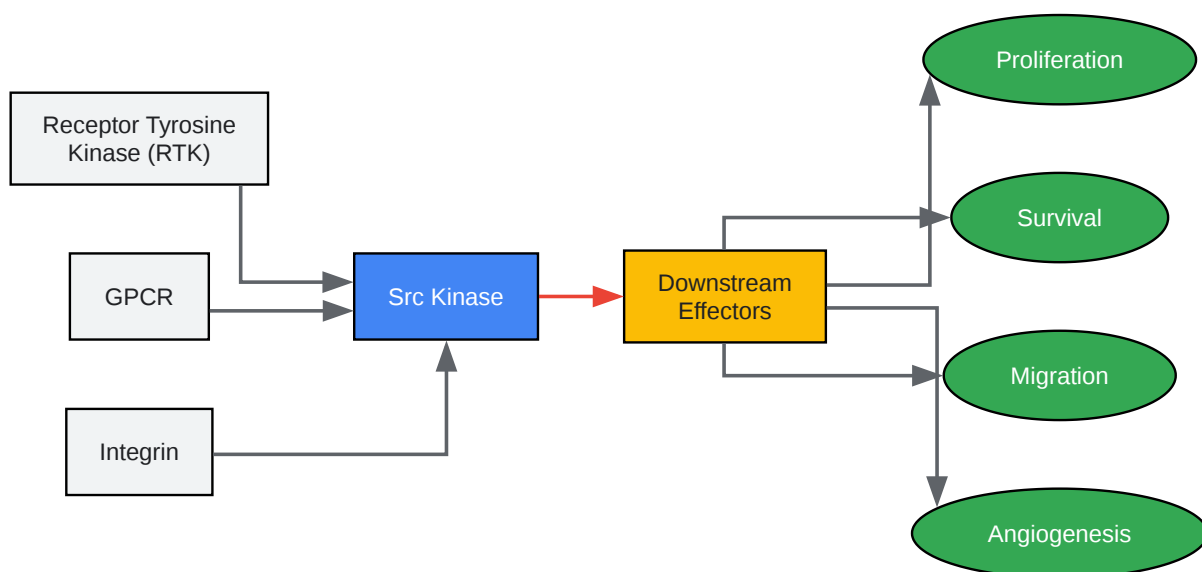 Receptor Tyrosine
Kinase (RTK)
GPCR
Integrin
Src Kinase
Downstream
Effectors
Proliferation
Survival
Migration
Angiogenesis